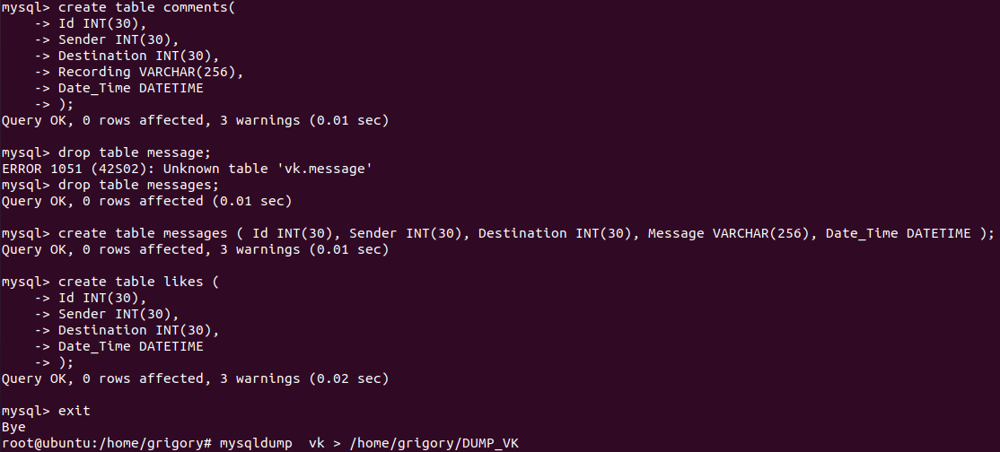 mysql> create table comments(
    -> Id INT(30),
    -> Sender INT(30),
    -> Destination INT(30),
    -> Recording VARCHAR(256),
    -> Date_Time DATETIME
    -> );
Query OK, 0 rows affected, 3 warnings (0.01 sec)

mysql> drop table message;
ERROR 1051 (42S02): Unknown table 'vk.message'
mysql> drop table messages;
Query OK, 0 rows affected (0.01 sec)

mysql> create table messages ( Id INT(30), Sender INT(30), Destination INT(30), Message VARCHAR(256), Date_Time DATETIME );
Query OK, 0 rows affected, 3 warnings (0.01 sec)

mysql> create table likes (
    -> Id INT(30),
    -> Sender INT(30),
    -> Destination INT(30),
    -> Date_Time DATETIME
    -> );
Query OK, 0 rows affected, 3 warnings (0.02 sec)

mysql> exit
Bye
root@ubuntu:/home/grigory# mysqldump  vk > /home/grigory/DUMP_VK